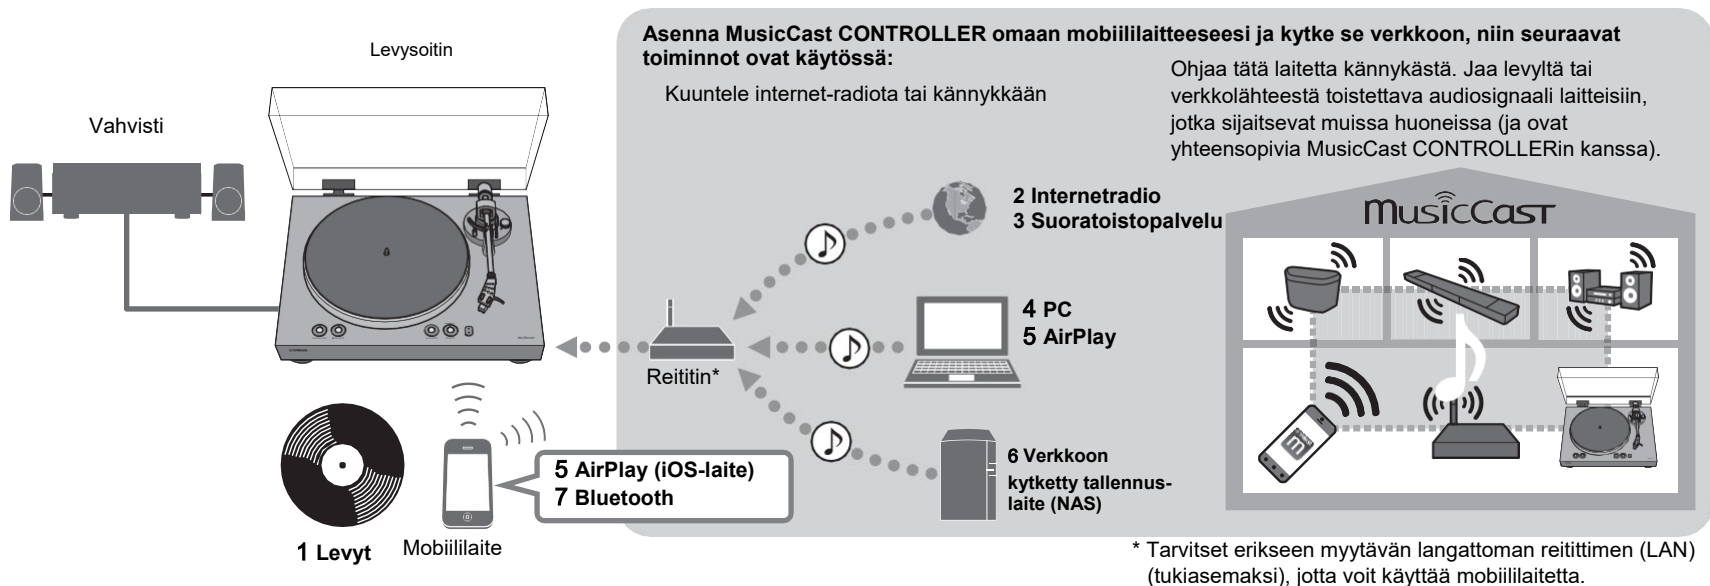 Levysoitin
Vahvisti
Asenna MusicCast CONTROLLER omaan mobiililaitteeseesi ja kytke se verkkoon, niin seuraavat
toiminnot ovat käytössä:
Kuuntele internet-radiota tai kännykkään
Ohjaa tätä laitetta kännykästä. Jaa levyltä tai
verkkolähteestä toistettava audiosignaali laitteisiin,
jotka sijaitsevat muissa huoneissa (ja ovat
yhteensopivia MusicCast CONTROLLERin kanssa).
2 Internetradio
3 Suoratoistopalvelu
MusicCast
4 PC
5 AirPlay
Reititin*
5 AirPlay (iOS-laite)
7 Bluetooth
6 Verkkoon
kytketty tallennus-
laite (NAS)
1 Levyt
Mobiililaite
* Tarvitset erikseen myytävän langattoman reitittimen (LAN)
(tukiasemaksi), jotta voit käyttää mobiililaitetta.